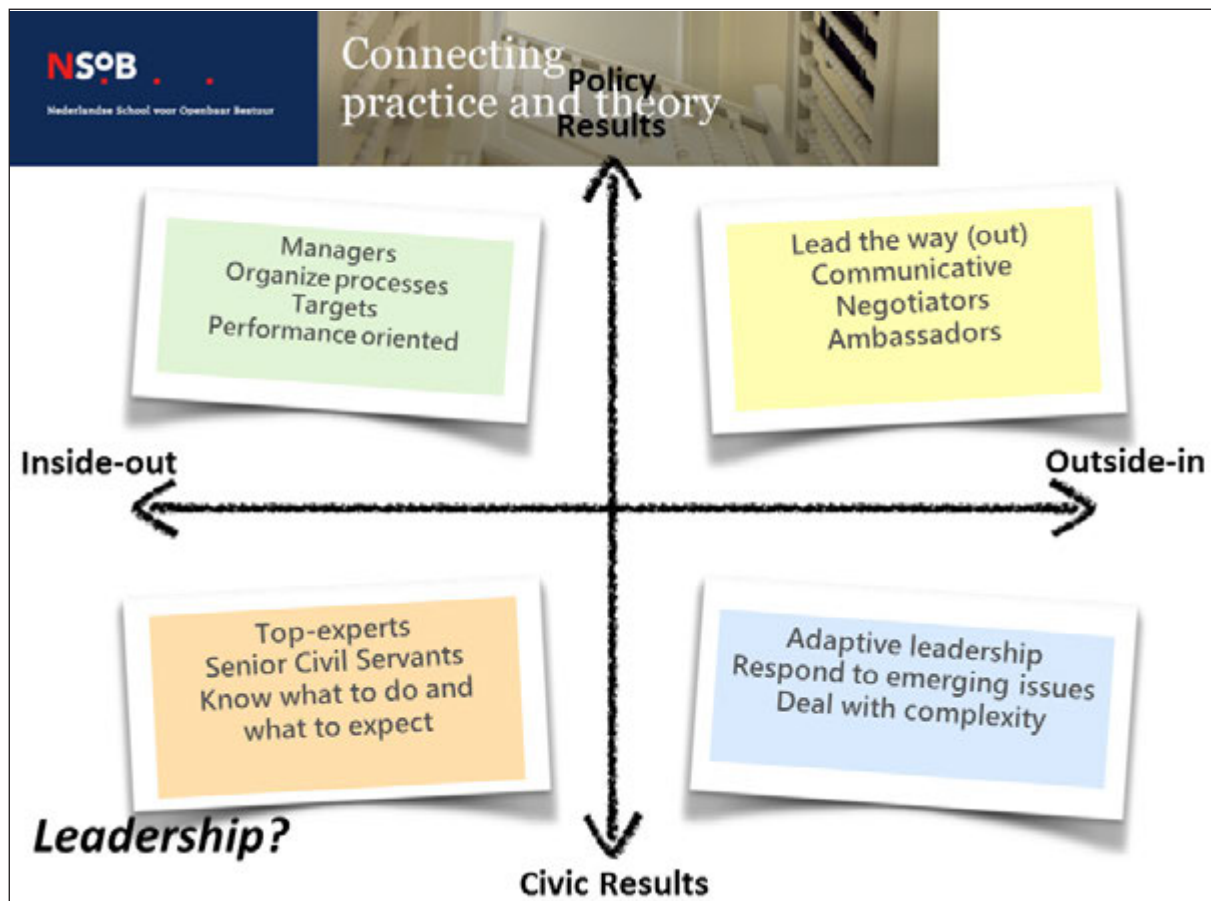 NSOB
Nederlandse School voor Openbaar Bestuur
Connecting
practice and theory
Policy
Results
Managers
Organize processes
Targets
Performance oriented
Lead the way (out)
Communicative
Negotiators
Ambassadors
Inside-out
Outside-in
Top-experts
Senior Civil Servants
Know what to do and
what to expect
Adaptive leadership
Respond to emerging issues
Deal with complexity
Leadership?
Civic Results